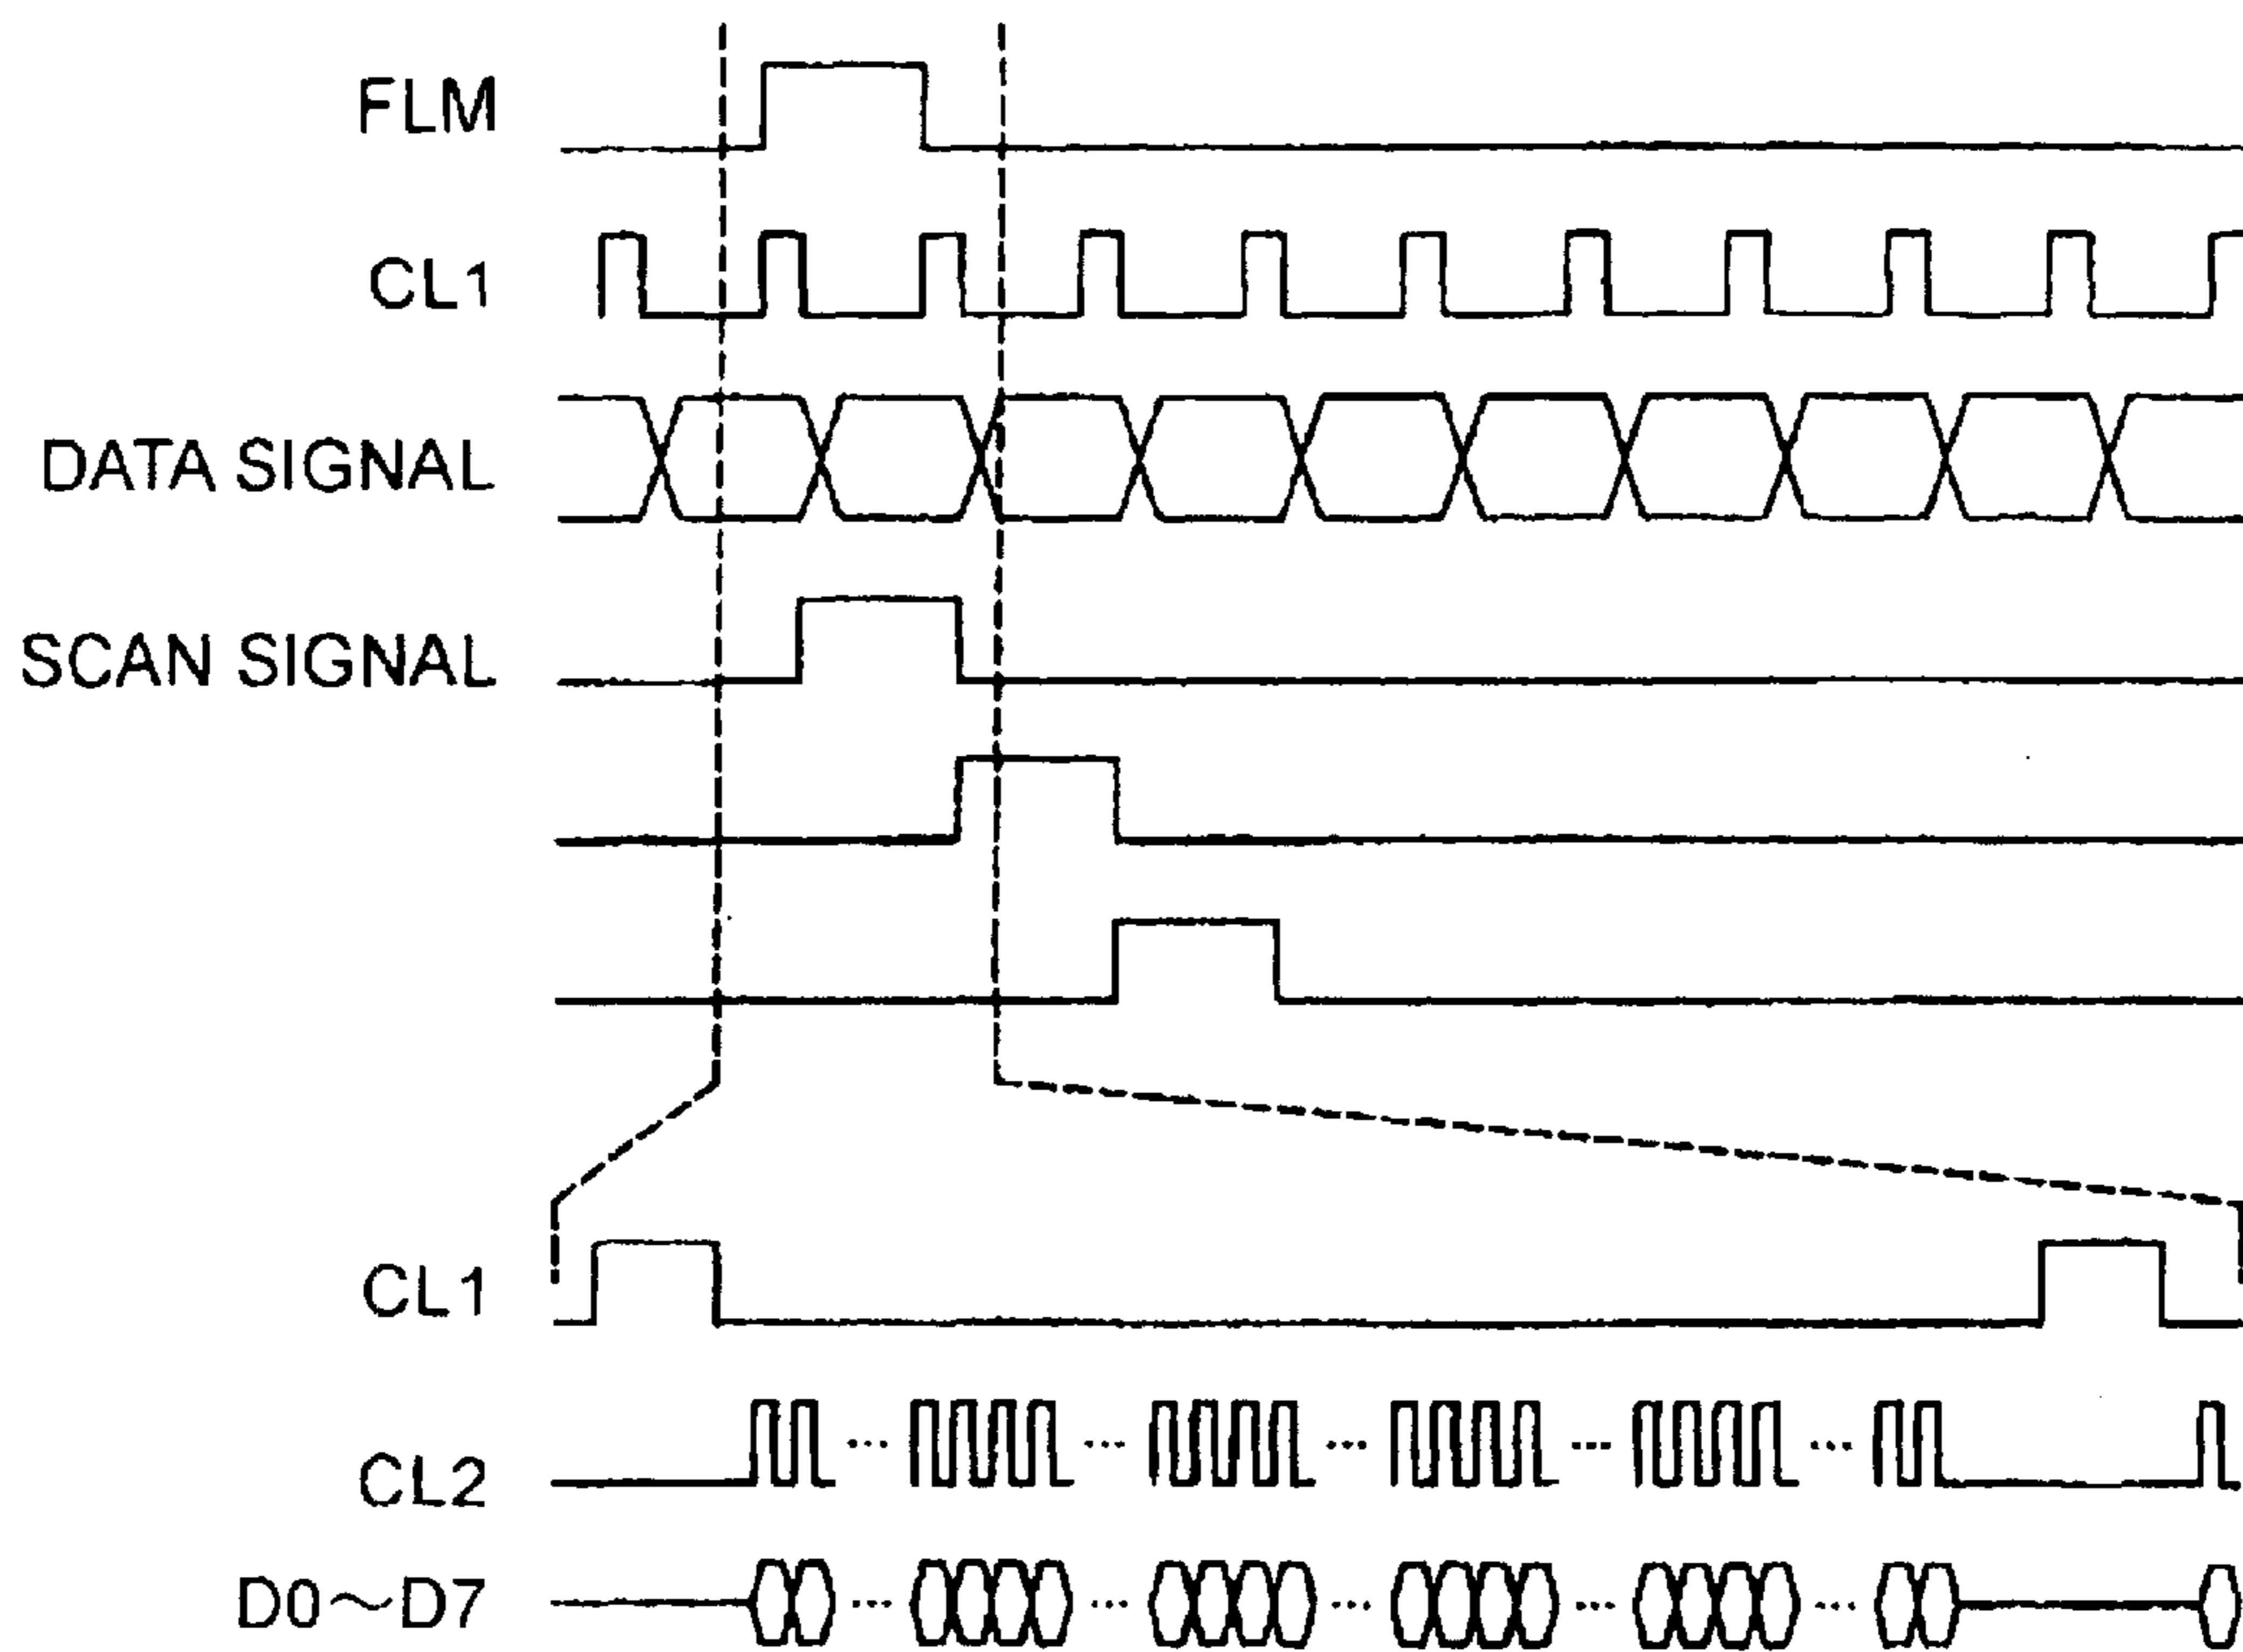 FLM
CL1
DATA SIGNAL
SCAN SIGNAL
CL1
CL2
... ... ... ... ...
D0～D7
... ... ... ... ...